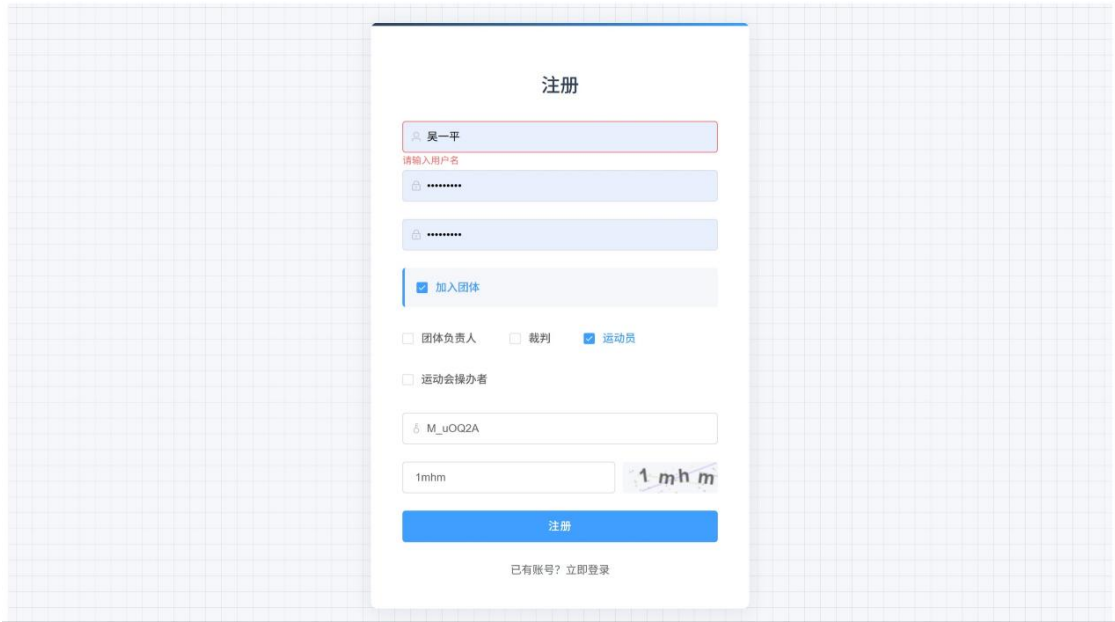 注册
吴一平
请输入用户名
•••••••••
•••••••••
加入团体
团体负责人 裁判 运动员
运动会操办者
M_uOQ2A
1mhm 1mhm
注册
已有账号？立即登录